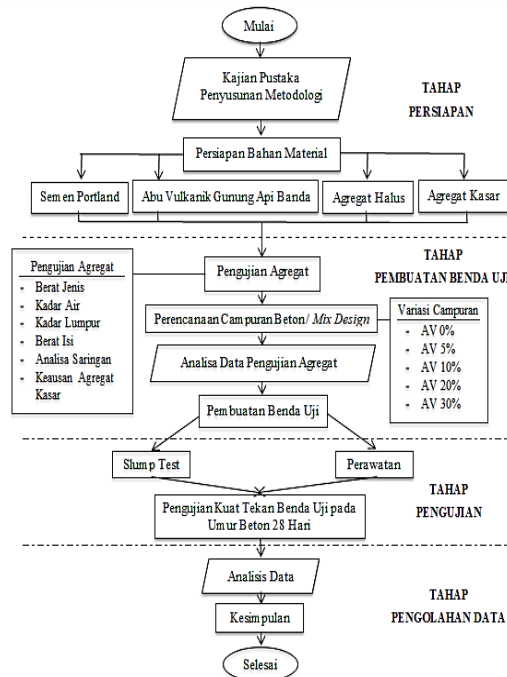 Mulai
Kajian Pustaka
Penyusunan Metodologi
TAHAP
PERSIAPAN
Persiapan Bahan Material
Semen Portland
Abu Vulkanik Gunung Api Banda
Agregat Halus
Agregat Kasar
TAHAP
PEMBUATAN BENDA UJI
Pengujian Agregat
- Berat Jenis
- Kadar Air
- Kadar Lumpur
- Berat Isi
- Analisa Saringan
- Keausan Agregat
Kasar
Pengujian Agregat
Perencanaan Campuran Beton/ Mix Design
Variasi Campuran
- AV 0%
- AV 5%
- AV 10%
- AV 20%
- AV 30%
Analisa Data Pengujian Agregat
Pembuatan Benda Uji
Slump Test
Perawatan
TAHAP
PENGUJIAN
Pengujian Kuat Tekan Benda Uji pada
Umur Beton 28 Hari
Analisis Data
TAHAP
PENGOLAHAN DATA
Kesimpulan
Selesai